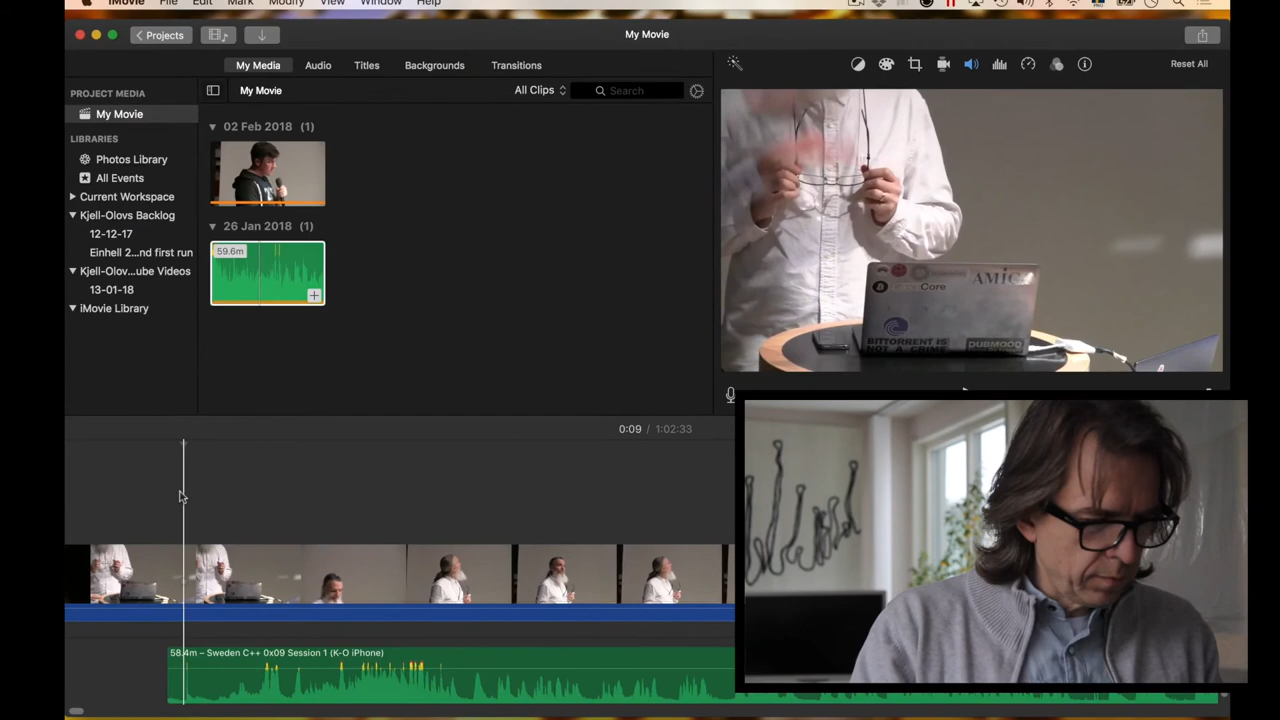 iMovie File Edit Mark Modify View Window Help
Projects
My Movie
My Media Audio Titles Backgrounds Transitions
Reset All
PROJECT MEDIA
My Movie
LIBRARIES
Photos Library
All Events
Current Workspace
Kjell-Olovs Backlog
12-12-17
Einhell 2...nd first run
Kjell-Olov...ube Videos
13-01-18
iMovie Library
My Movie
All Clips
Search
02 Feb 2018 (1)
26 Jan 2018 (1)
59.6m
AMIGA
BITTORRENT IS
NOT A CRIME
DUBMOOD
0:09 / 1:02:33
58.4m – Sweden C++ 0x09 Session 1 (K-O iPhone)